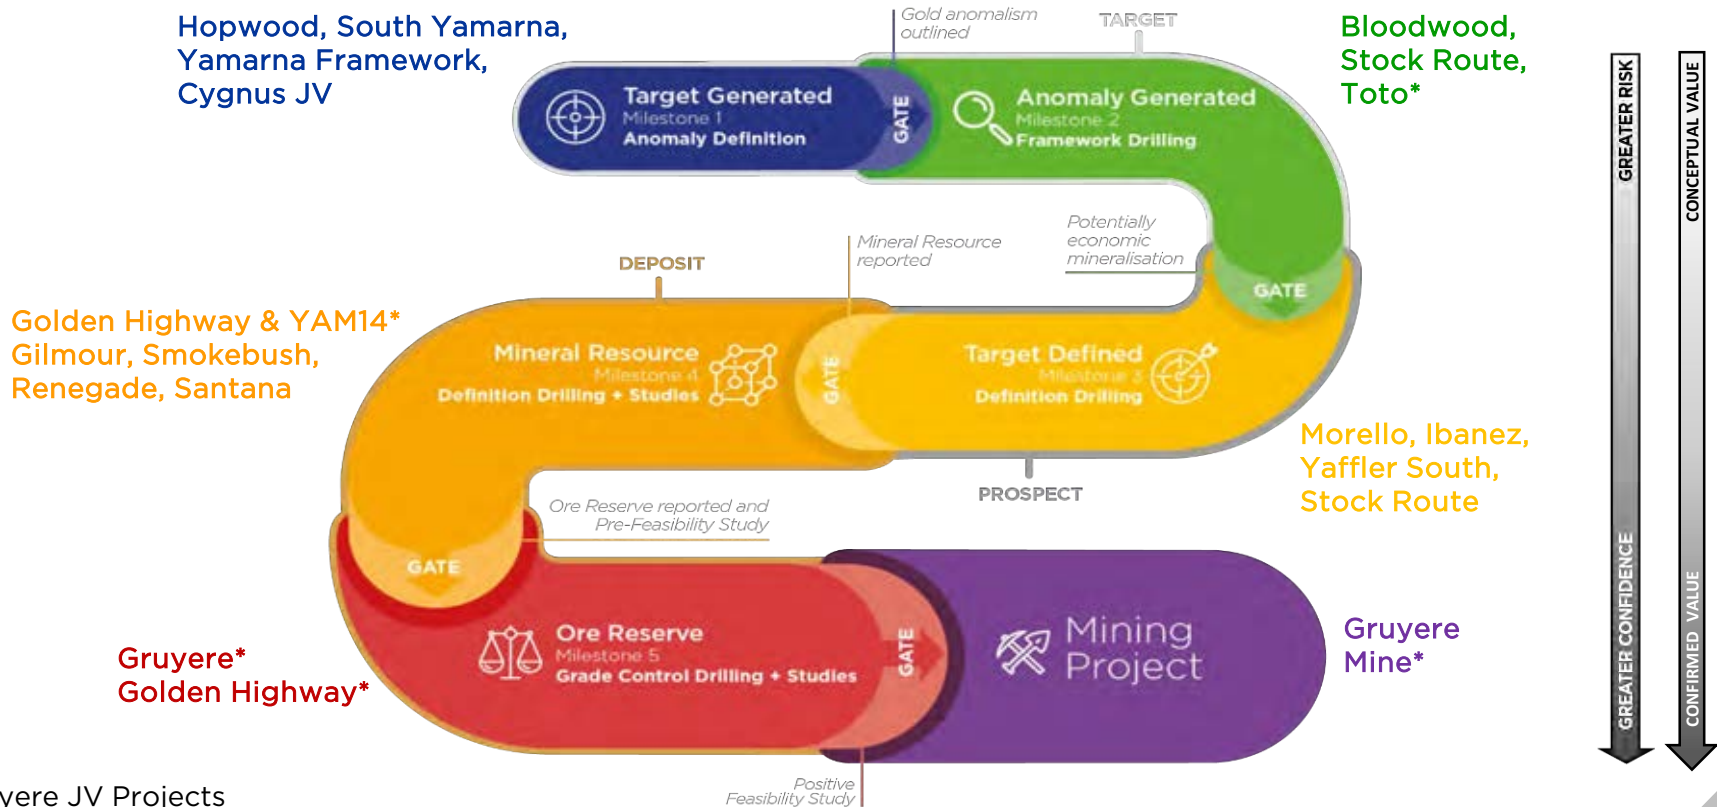 Hopwood, South Yamarna,
Yamarna Framework,
Cygnus JV
Gold anomalism
outlined
TARGET
Bloodwood,
Stock Route,
Toto*
Target Generated
Milestone 1
Anomaly Definition
GATE
Anomaly Generated
Milestone 2
Framework Drilling
GREATER RISK
CONCEPTUAL VALUE
Potentially
economic
mineralisation
GATE
Mineral Resource
reported
DEPOSIT
Golden Highway & YAM14*
Gilmour, Smokebush,
Renegade, Santana
Mineral Resource
Milestone 4
Definition Drilling + Studies
GATE
Target Defined
Milestone 3
Definition Drilling
Morello, Ibanez,
Yaffler South,
Stock Route
PROSPECT
Ore Reserve reported and
Pre-Feasibility Study
GATE
Gruyere*
Golden Highway*
Ore Reserve
Milestone 5
Grade Control Drilling + Studies
GATE
Mining
Project
Gruyere
Mine*
GREATER CONFIDENCE
CONFIRMED VALUE
Positive
Feasibility Study
vere JV Projects